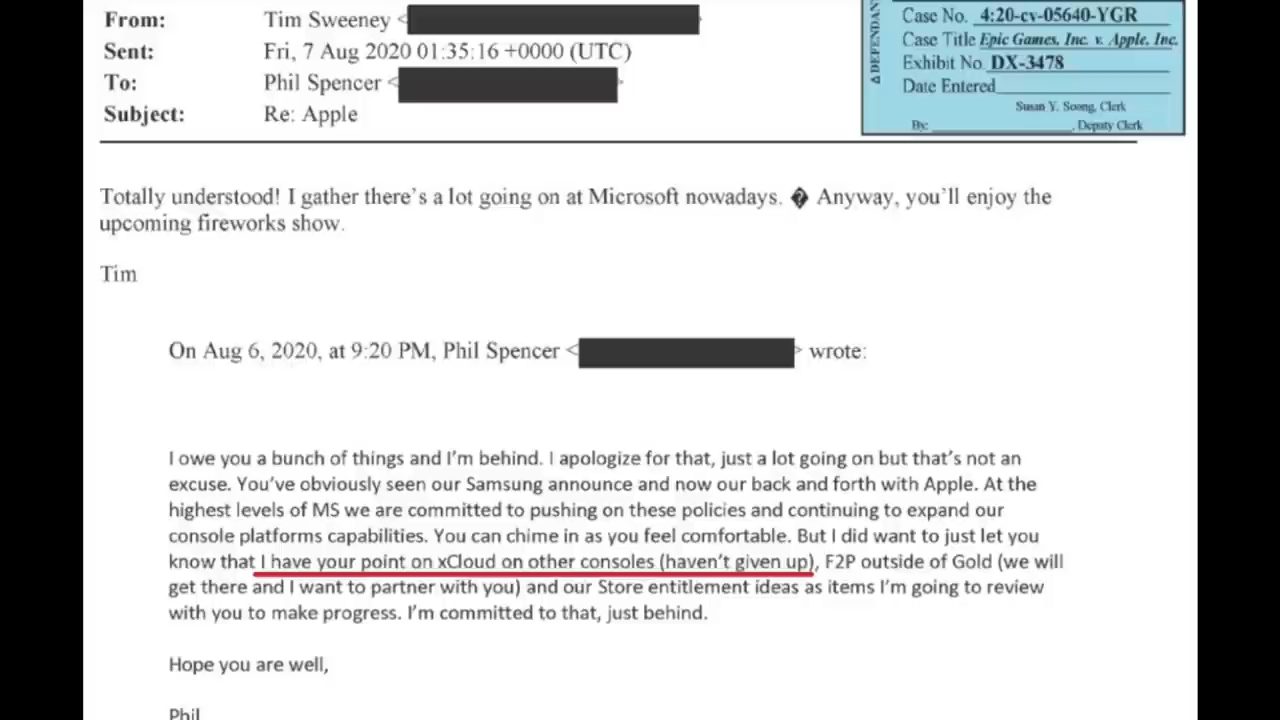 From: Tim Sweeney <
Sent: Fri, 7 Aug 2020 01:35:16 +0000 (UTC)
To: Phil Spencer <
Subject: Re: Apple
Δ DEFENDANT
Case No. 4:20-cv-05640-YGR
Case Title Epic Games, Inc. v. Apple, Inc.
Exhibit No. DX-3478
Date Entered
Susan Y. Soong, Clerk
By: , Deputy Clerk
Totally understood! I gather there's a lot going on at Microsoft nowadays. � Anyway, you'll enjoy the
upcoming fireworks show.
Tim
On Aug 6, 2020, at 9:20 PM, Phil Spencer < > wrote:
I owe you a bunch of things and I'm behind. I apologize for that, just a lot going on but that's not an
excuse. You've obviously seen our Samsung announce and now our back and forth with Apple. At the
highest levels of MS we are committed to pushing on these policies and continuing to expand our
console platforms capabilities. You can chime in as you feel comfortable. But I did want to just let you
know that I have your point on xCloud on other consoles (haven't given up), F2P outside of Gold (we will
get there and I want to partner with you) and our Store entitlement ideas as items I'm going to review
with you to make progress. I'm committed to that, just behind.
Hope you are well,
Phil